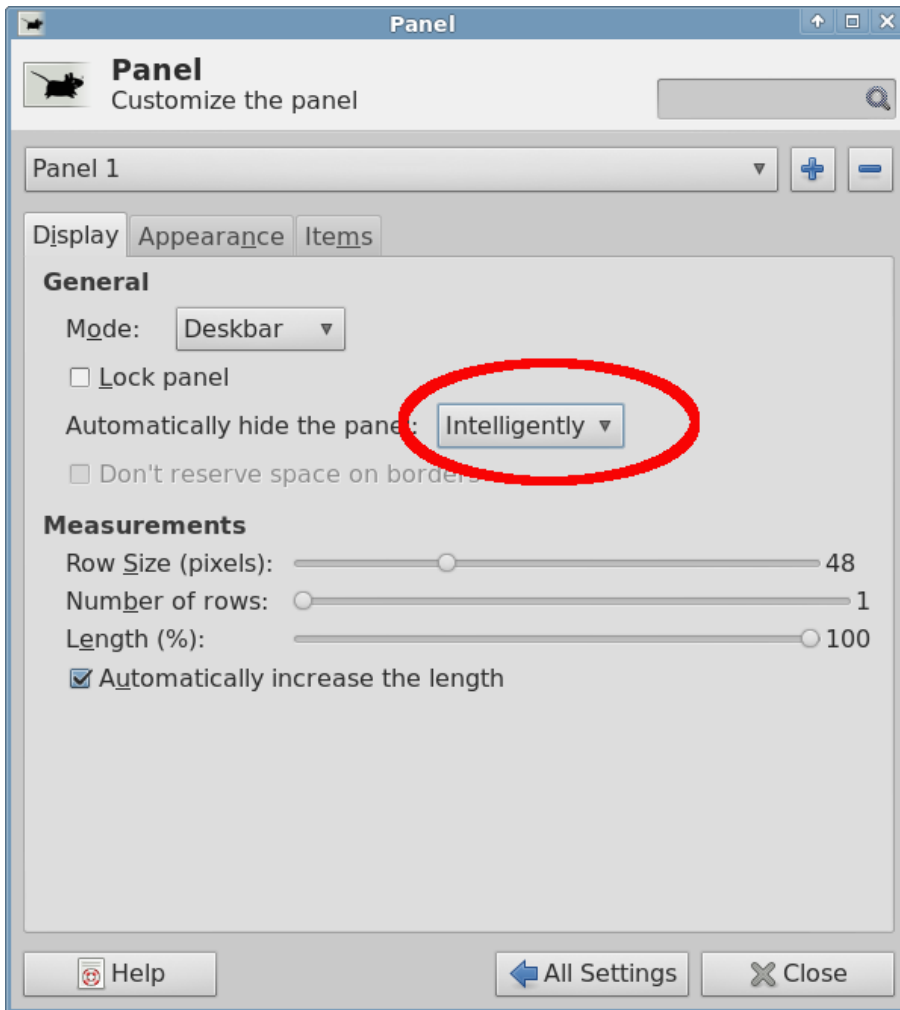 Panel
Panel
Customize the panel
Panel 1
Display Appearance Items
General
Mode: Deskbar
Lock panel
Automatically hide the panel: Intelligently
Don't reserve space on borders
Measurements
Row Size (pixels): 48
Number of rows: 1
Length (%): 100
Automatically increase the length
Help All Settings Close